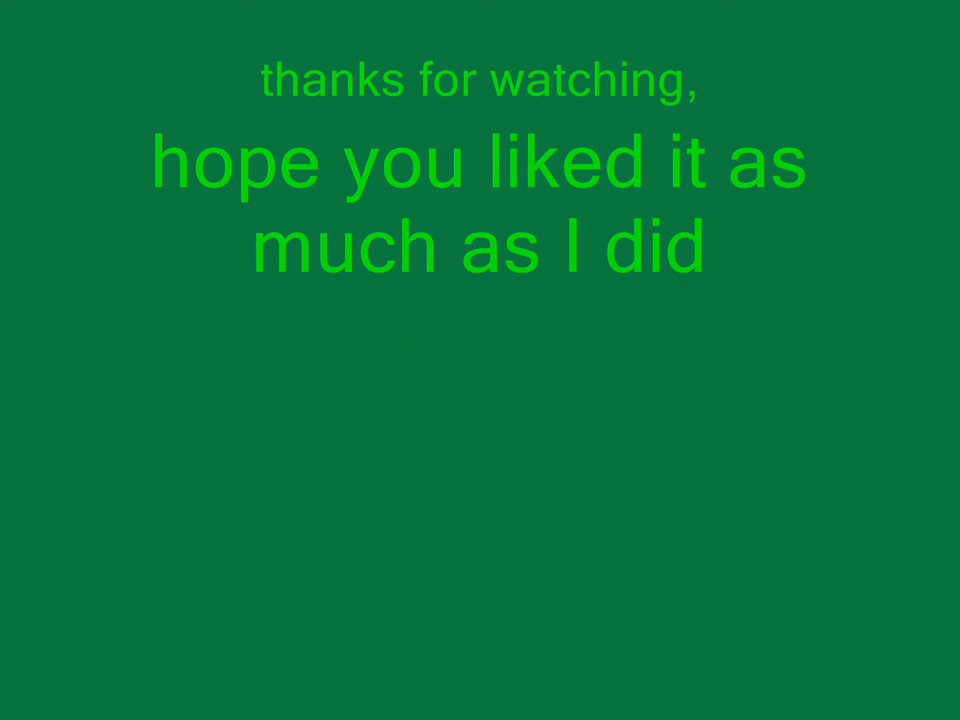 thanks for watching,
hope you liked it as
much as I did